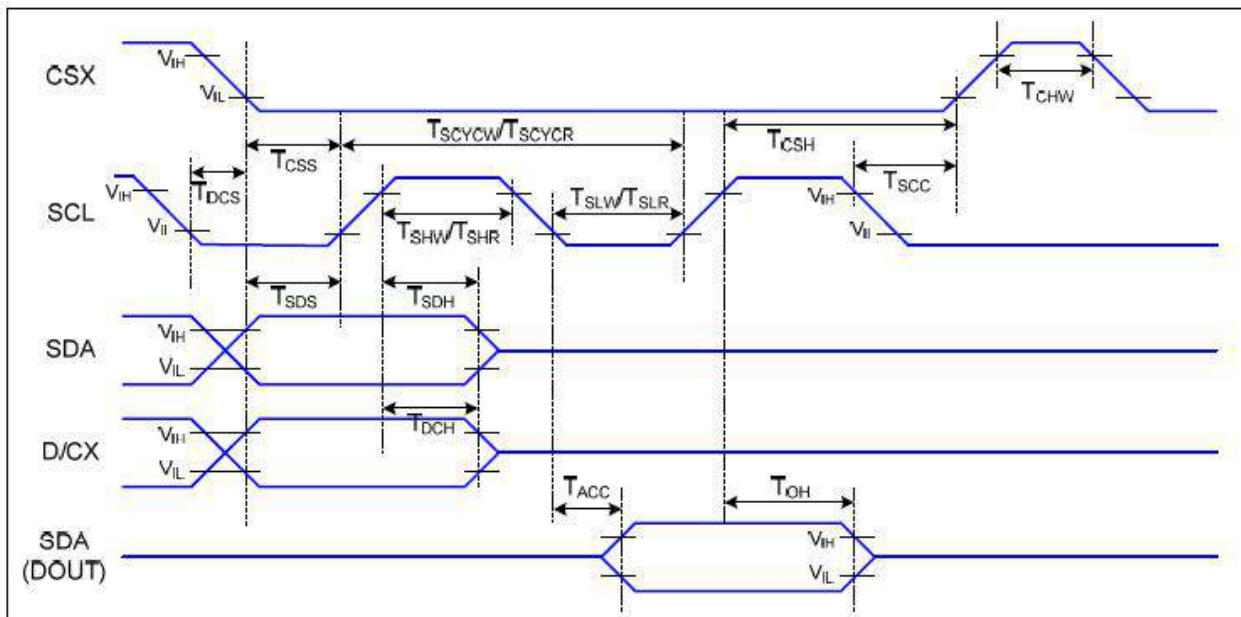 CSX
VIH
VIL
TCHW
TSCYCW/TSCYCR
TCSH
TCSS
TDCS
TSCC
SCL
VIH
VIL
TSHW/TSHR
TSLW/TSLR
VIH
VIL
TSDS
TSDH
SDA
VIH
VIL
TDCH
D/CX
VIH
VIL
TACC
TOH
SDA
(DOUT)
VIH
VIL